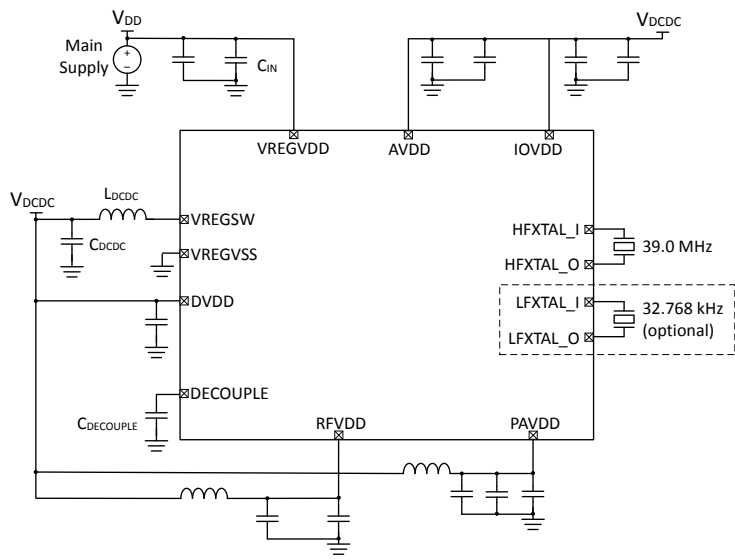 VDD
VDCDC
Main
Supply
+
–
CIN
VREGVDD
AVDD
IOVDD
VDCDC
LDCDC
VREGSW
CDCDC
VREGVSS
DVDD
DECOUPLE
CDECOUPLE
RFVDD
PAVDD
HFXTAL_I
39.0 MHz
HFXTAL_O
LFXTAL_I
32.768 kHz
(optional)
LFXTAL_O